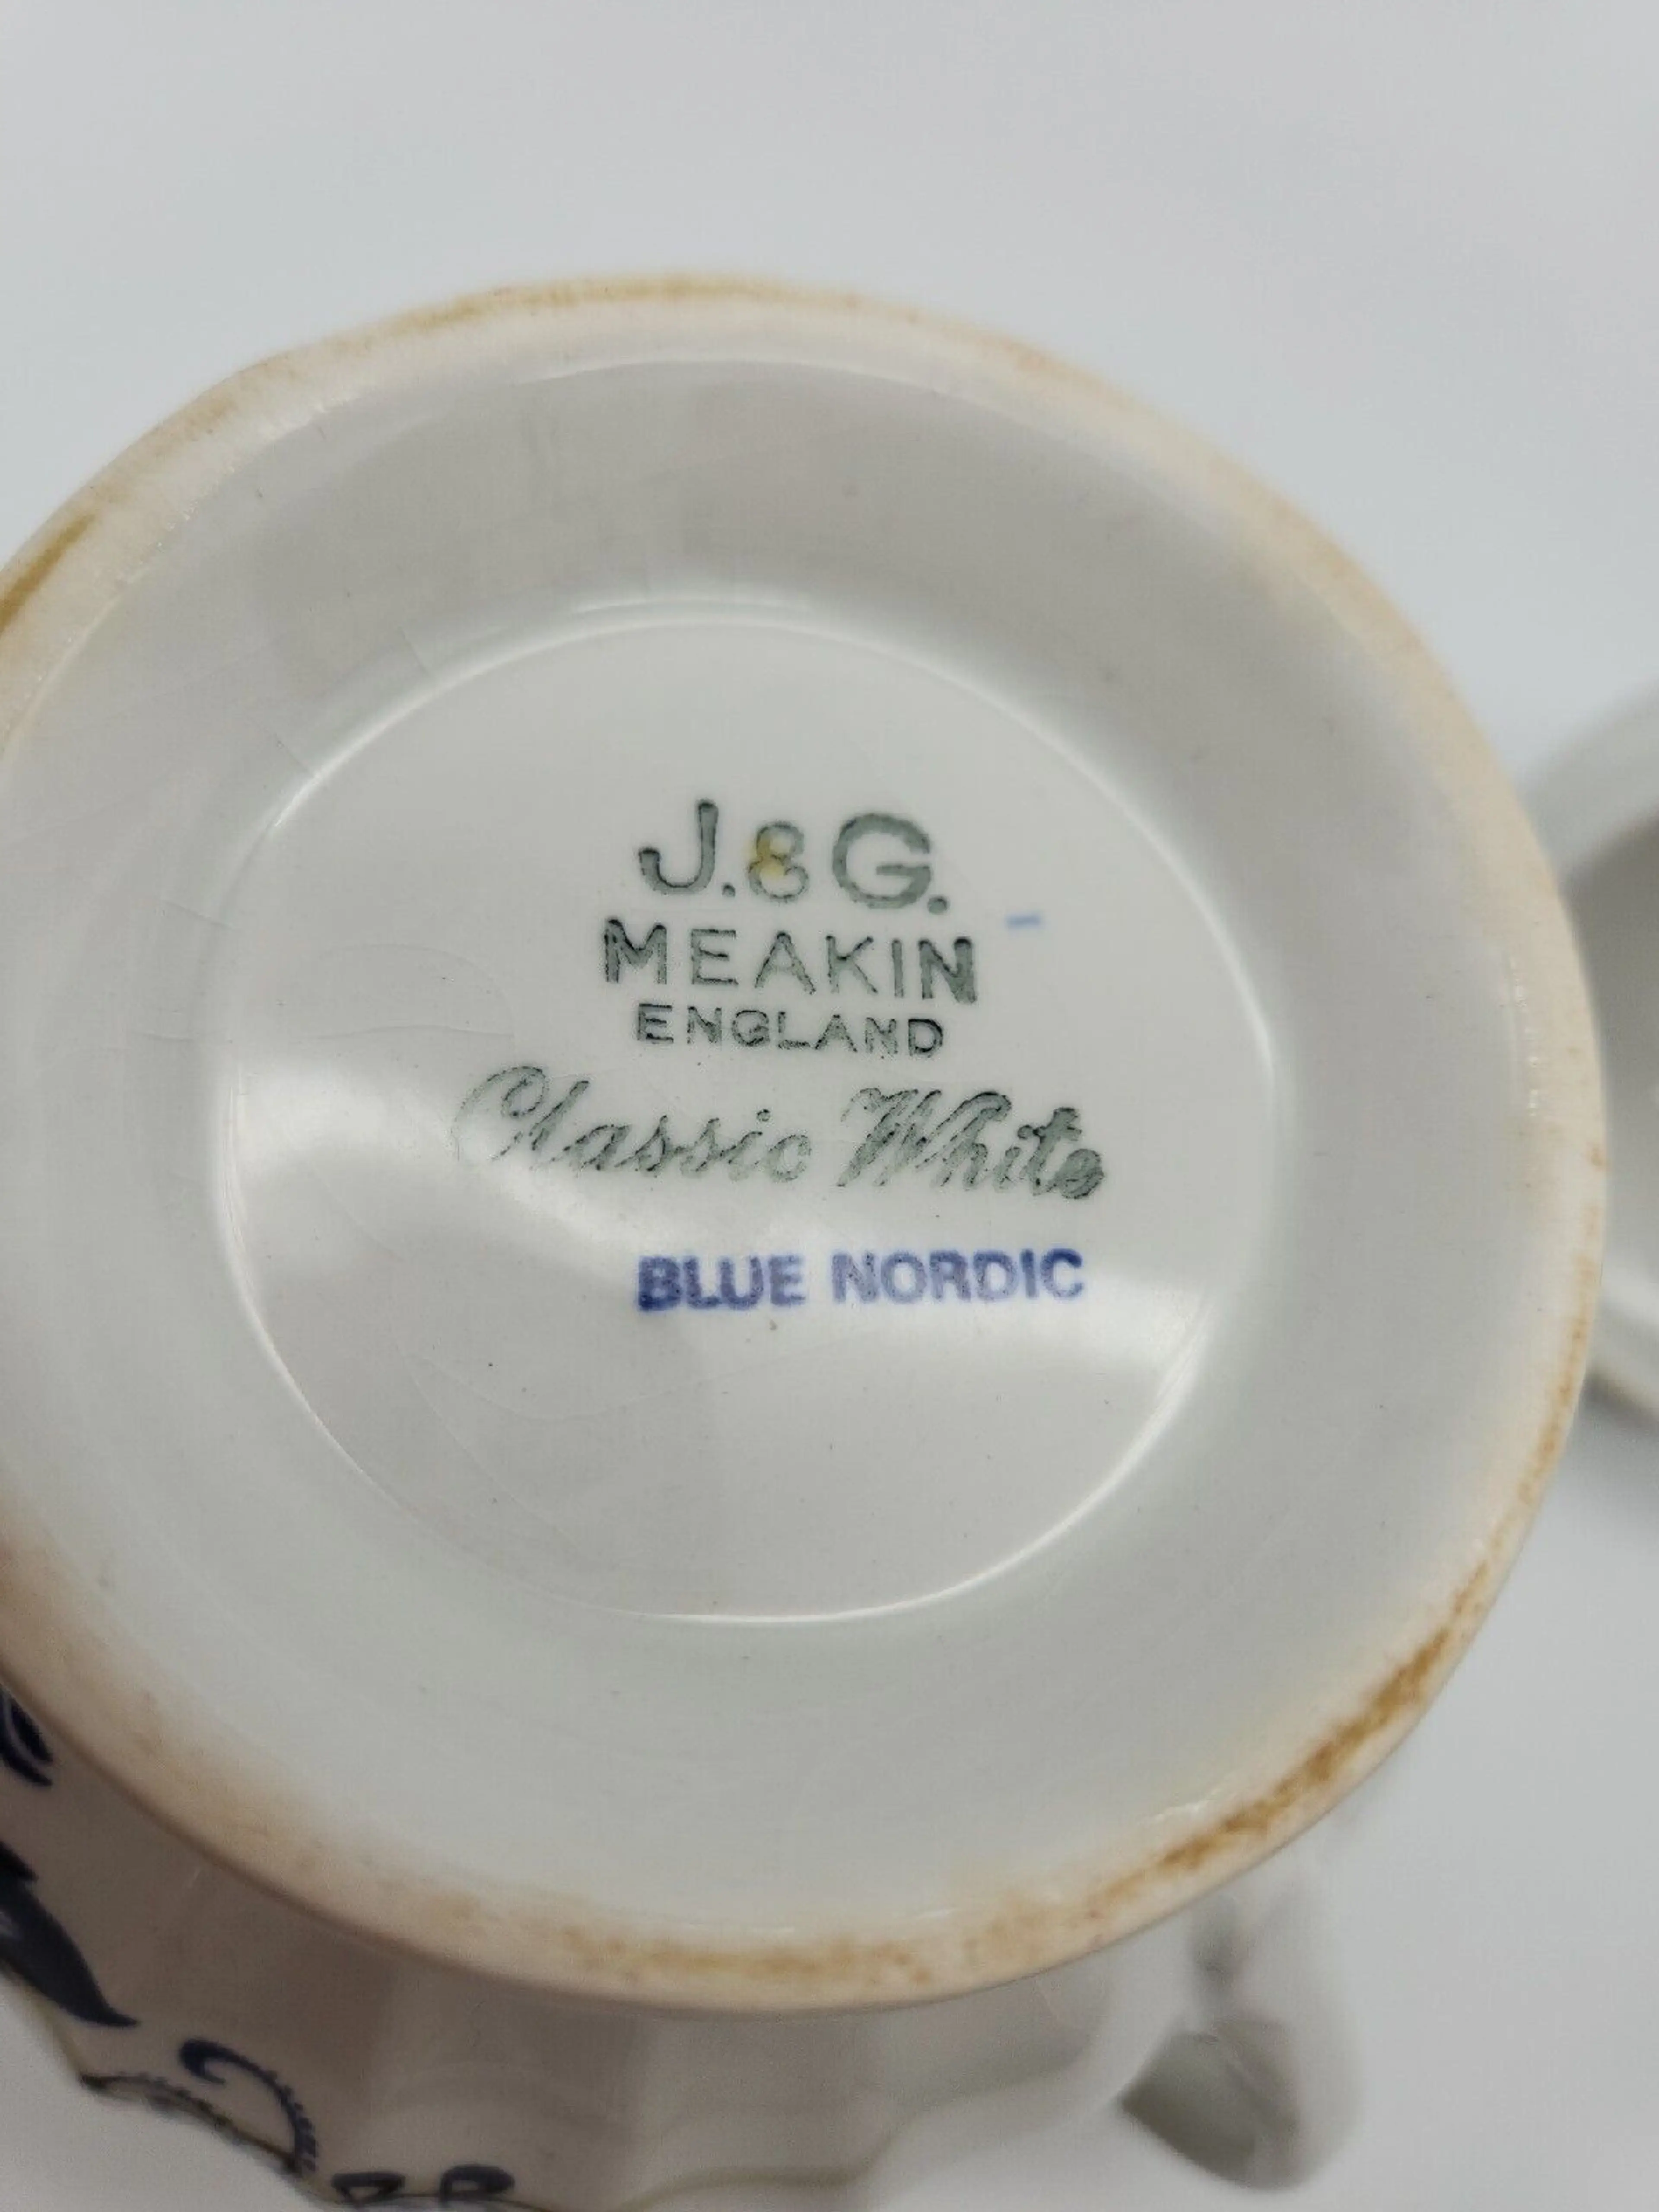 J.&G.
MEAKIN
ENGLAND
Classic White
BLUE NORDIC